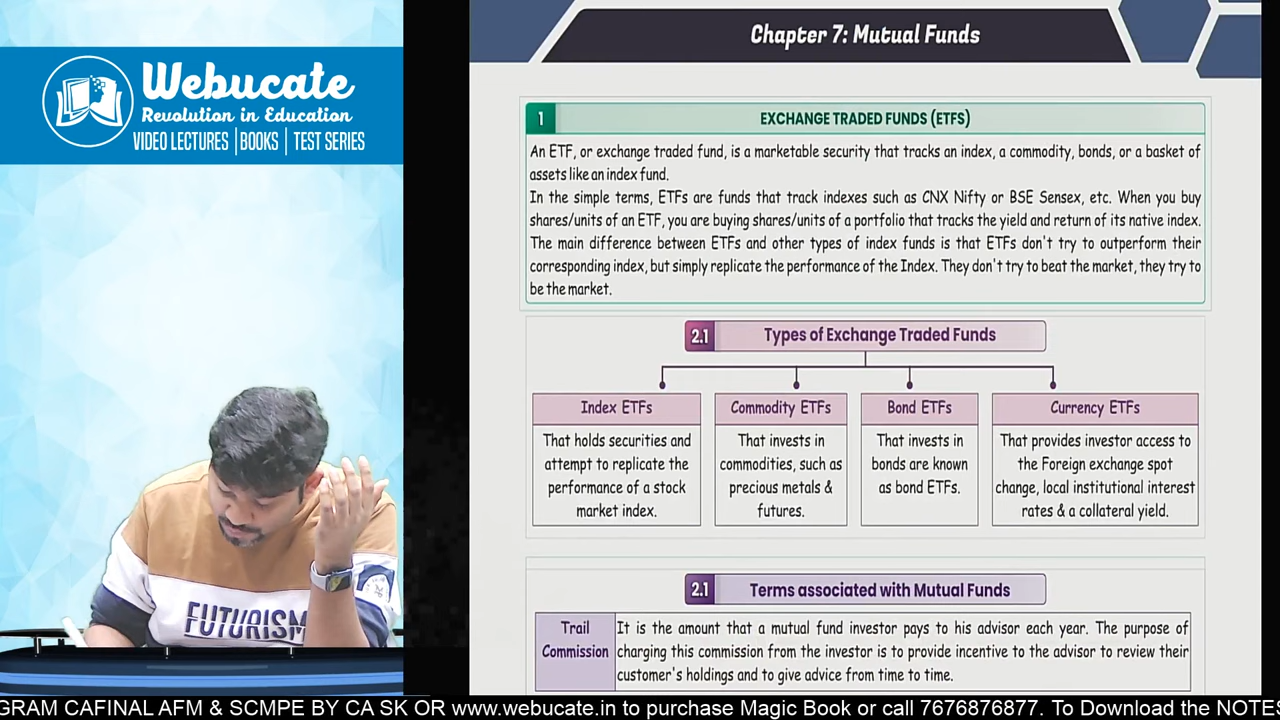 Webucate
Revolution in Education
VIDEO LECTURES | BOOKS | TEST SERIES
FUTURISM
Chapter 7: Mutual Funds
1 EXCHANGE TRADED FUNDS (ETFS)
An ETF, or exchange traded fund, is a marketable security that tracks an index, a commodity, bonds, or a basket of
assets like an index fund.
In the simple terms, ETFs are funds that track indexes such as CNX Nifty or BSE Sensex, etc. When you buy
shares/units of an ETF, you are buying shares/units of a portfolio that tracks the yield and return of its native index.
The main difference between ETFs and other types of index funds is that ETFs don't try to outperform their
corresponding index, but simply replicate the performance of the Index. They don't try to beat the market, they try to
be the market.
2.1 Types of Exchange Traded Funds
Index ETFs
That holds securities and
attempt to replicate the
performance of a stock
market index.
Commodity ETFs
That invests in
commodities, such as
precious metals &
futures.
Bond ETFs
That invests in
bonds are known
as bond ETFs.
Currency ETFs
That provides investor access to
the Foreign exchange spot
change, local institutional interest
rates & a collateral yield.
2.1 Terms associated with Mutual Funds
Trail
Commission
It is the amount that a mutual fund investor pays to his advisor each year. The purpose of
charging this commission from the investor is to provide incentive to the advisor to review their
customer's holdings and to give advice from time to time.
GRAM CAFINAL AFM & SCMPE BY CA SK OR www.webucate.in to purchase Magic Book or call 7676876877. To Download the NOTES